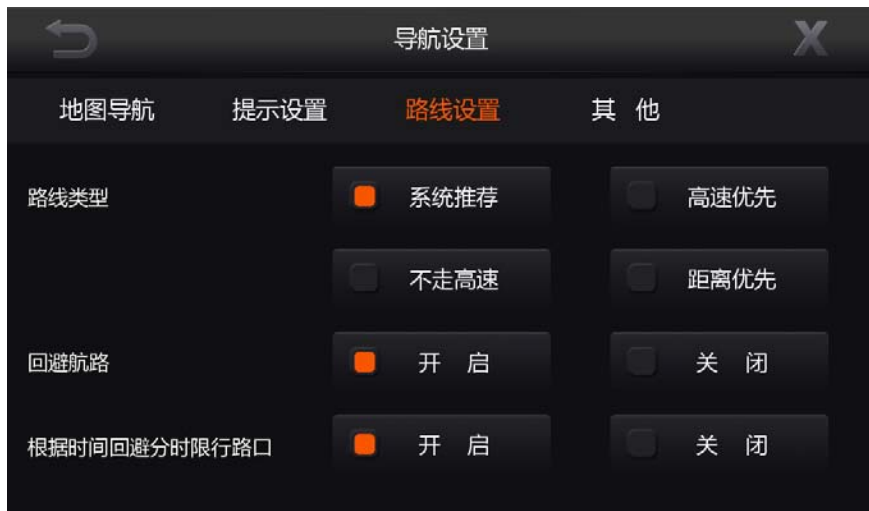 导航设置 X
地图导航 提示设置 路线设置 其 他
路线类型 系统推荐 高速优先
不走高速 距离优先
回避航路 开 启 关 闭
根据时间回避分时限行路口 开 启 关 闭